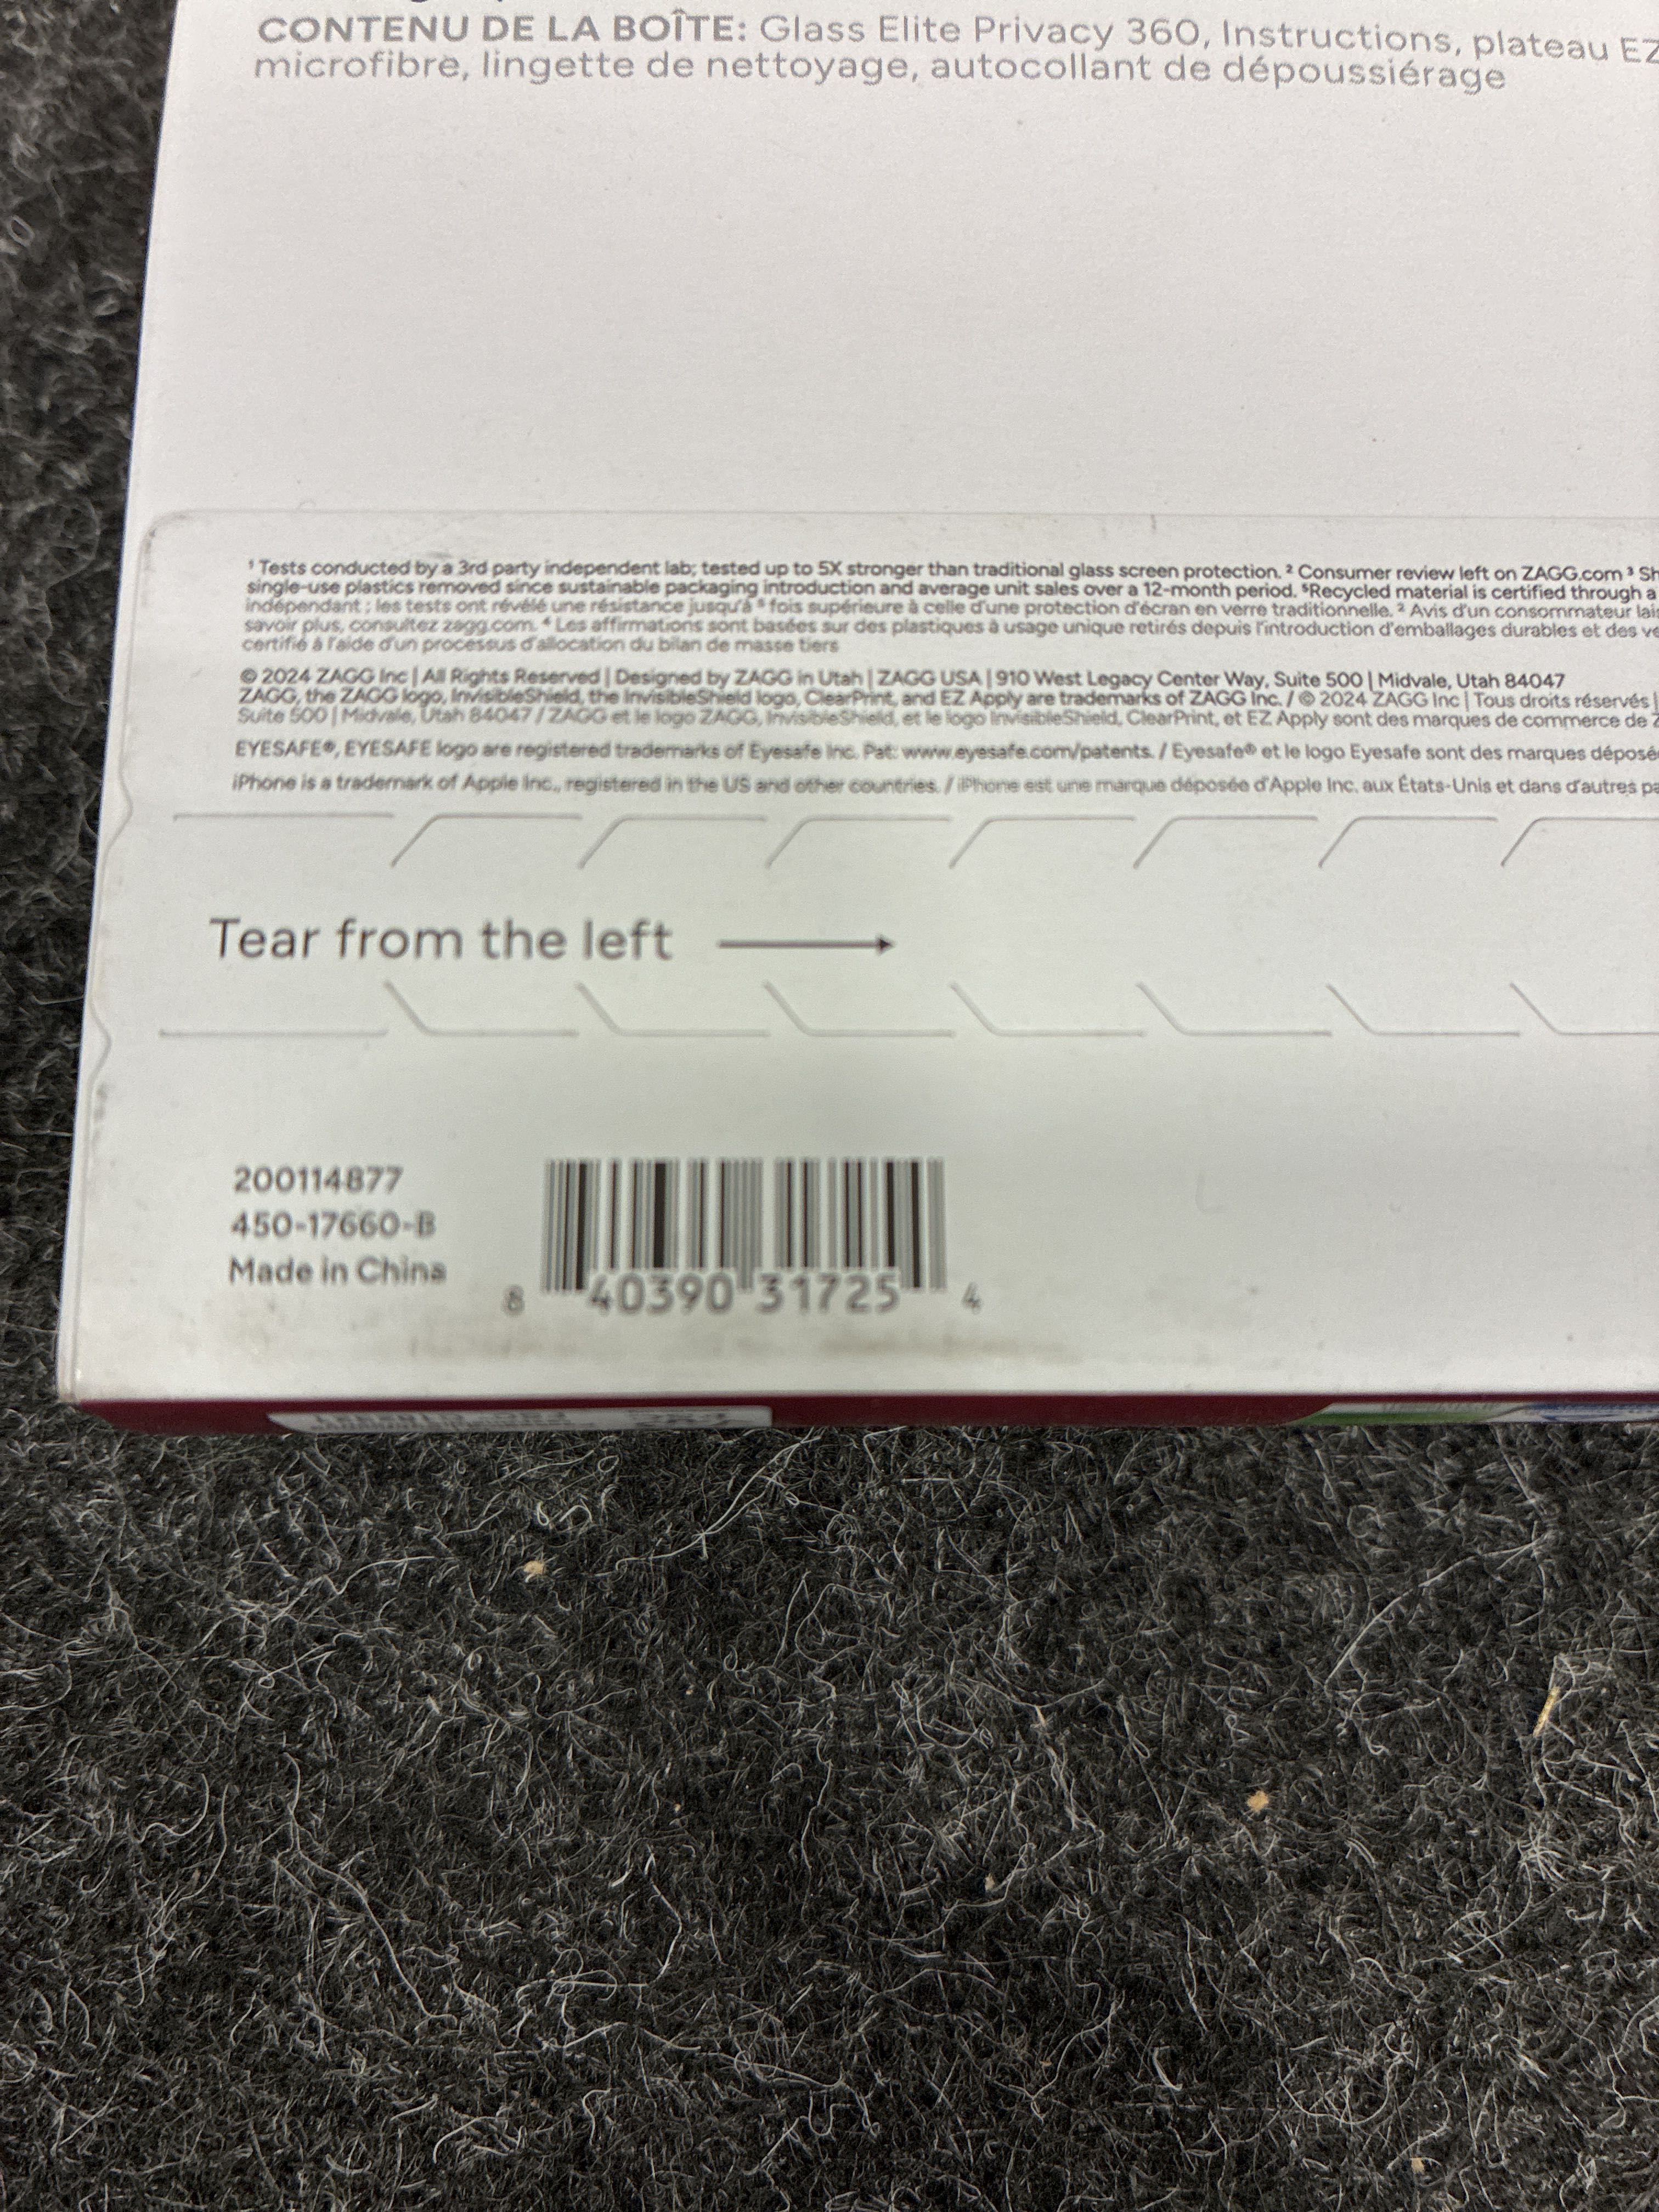 CONTENU DE LA BOÎTE: Glass Elite Privacy 360, Instructions, plateau EZ
microfibre, lingette de nettoyage, autocollant de dépoussiérage
¹ Tests conducted by a 3rd party independent lab; tested up to 5X stronger than traditional glass screen protection. ² Consumer review left on ZAGG.com ³ Sh
single-use plastics removed since sustainable packaging introduction and average unit sales over a 12-month period. ⁵Recycled material is certified through a
indépendant ; les tests ont révélé une résistance jusqu'à ⁵ fois supérieure à celle d'une protection d'écran en verre traditionnelle. ² Avis d'un consommateur lais
savoir plus, consultez zagg.com. ⁴ Les affirmations sont basées sur des plastiques à usage unique retirés depuis l'introduction d'emballages durables et des ve
certifié à l'aide d'un processus d'allocation du bilan de masse tiers
© 2024 ZAGG Inc | All Rights Reserved | Designed by ZAGG in Utah | ZAGG USA | 910 West Legacy Center Way, Suite 500 | Midvale, Utah 84047
ZAGG, the ZAGG logo, InvisibleShield, the InvisibleShield logo, ClearPrint, and EZ Apply are trademarks of ZAGG Inc. / © 2024 ZAGG Inc | Tous droits réservés |
Suite 500 | Midvale, Utah 84047 / ZAGG et le logo ZAGG, InvisibleShield, et le logo InvisibleShield, ClearPrint, et EZ Apply sont des marques de commerce de
EYESAFE®, EYESAFE logo are registered trademarks of Eyesafe Inc. Pat: www.eyesafe.com/patents. / Eyesafe® et le logo Eyesafe sont des marques déposé
iPhone is a trademark of Apple Inc., registered in the US and other countries. / iPhone est une marque déposée d'Apple Inc. aux États-Unis et dans d'autres pa
Tear from the left
200114877
450-17660-B
Made in China
8 40390 31725 4